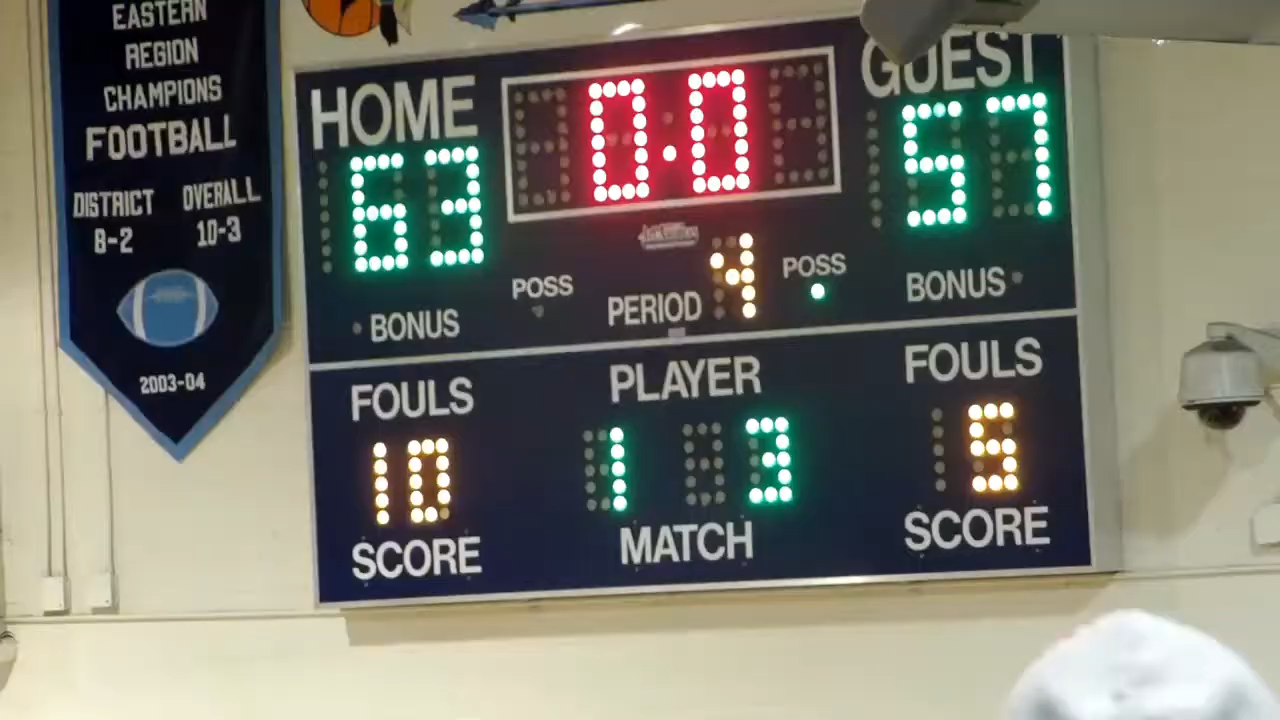 EASTERN
REGION
CHAMPIONS
FOOTBALL
DISTRICT OVERALL
8-2 10-3
2003-04
HOME 0.0 GUEST
63 57
POSS PERIOD 4 POSS
BONUS BONUS
FOULS PLAYER FOULS
10 1 3 5
SCORE MATCH SCORE